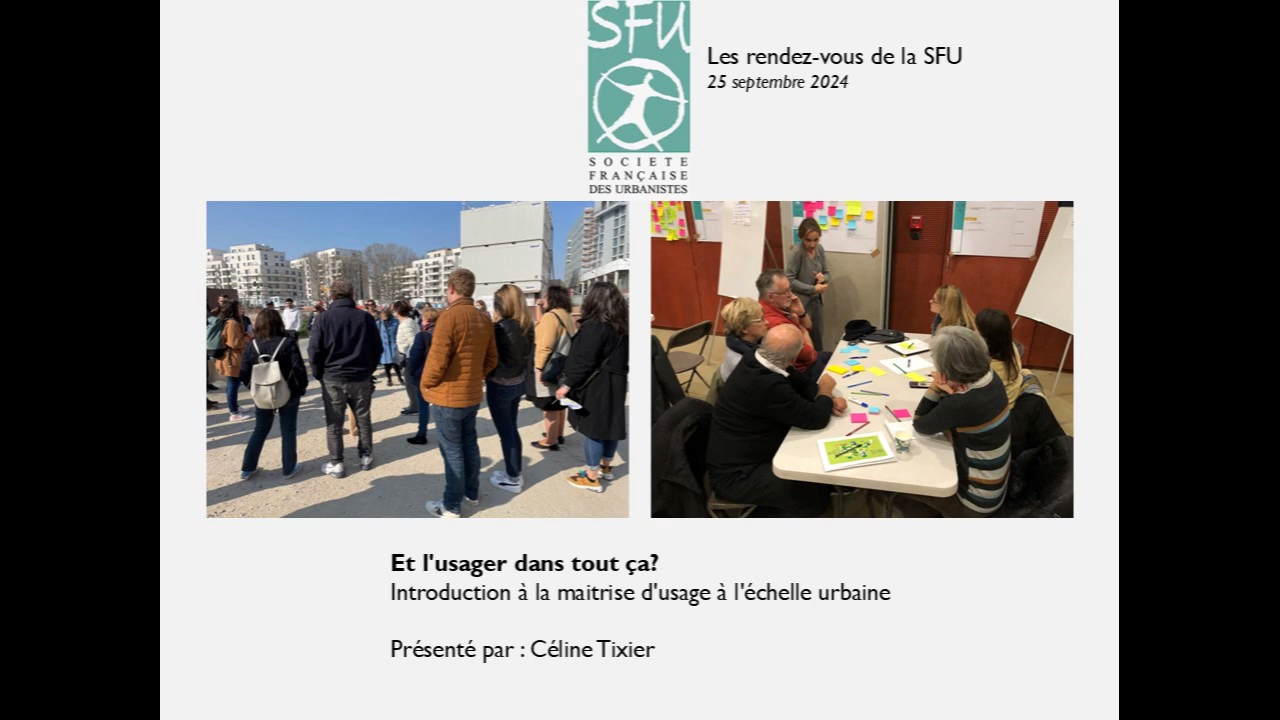 SFU
Les rendez-vous de la SFU
25 septembre 2024
SOCIETE
FRANÇAISE
DES URBANISTES
Et l'usager dans tout ça?
Introduction à la maitrise d'usage à l'échelle urbaine
Présenté par : Céline Tixier